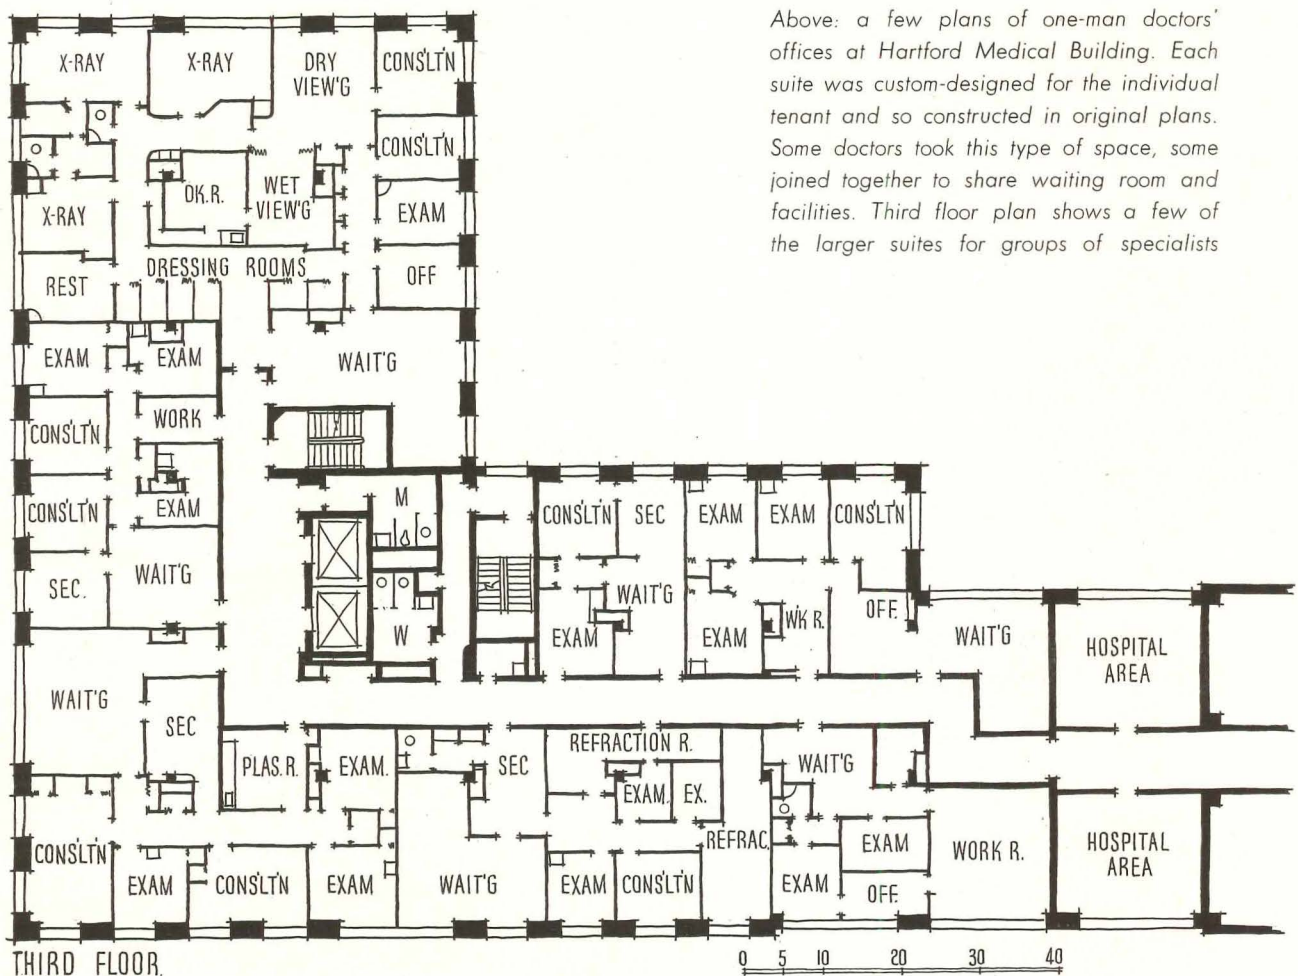 Above: a few plans of one-man doctors'
offices at Hartford Medical Building. Each
suite was custom-designed for the individual
tenant and so constructed in original plans.
Some doctors took this type of space, some
joined together to share waiting room and
facilities. Third floor plan shows a few of
the larger suites for groups of specialists
X-RAY
X-RAY
DRY
VIEW'G
CONS'LT'N
CONS'LT'N
DK.R.
WET
VIEW'G
EXAM
X-RAY
DRESSING ROOMS
OFF
REST
EXAM
EXAM
WAIT'G
WORK
CONS'LT'N
M
CONS'LT'N
EXAM
CONS'LT'N
SEC
EXAM
EXAM
CONS'LT'N
SEC.
WAIT'G
W
EXAM
WAIT'G
EXAM
WK R.
OFF.
WAIT'G
HOSPITAL
AREA
WAIT'G
SEC
PLAS. R.
EXAM.
SEC
REFRACTION R.
EXAM.
EX.
REFRAC.
WAIT'G
CONS'LT'N
EXAM
CONS'LT'N
EXAM
WAIT'G
EXAM
CONS'LT'N
EXAM
EXAM
OFF.
WORK R.
HOSPITAL
AREA
THIRD FLOOR
0 5 10 20 30 40